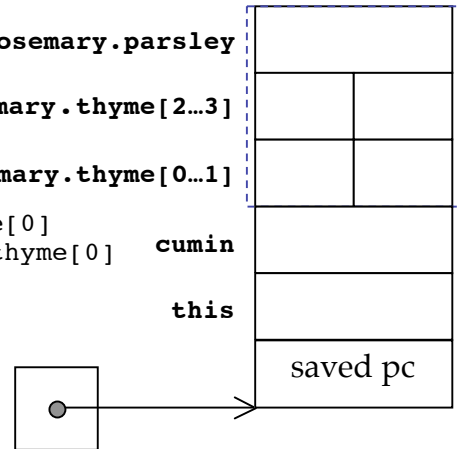 osemary.parsley
mary.thyme[2…3]
mary.thyme[0…1]
e[0]
thyme[0]
cumin
this
saved pc